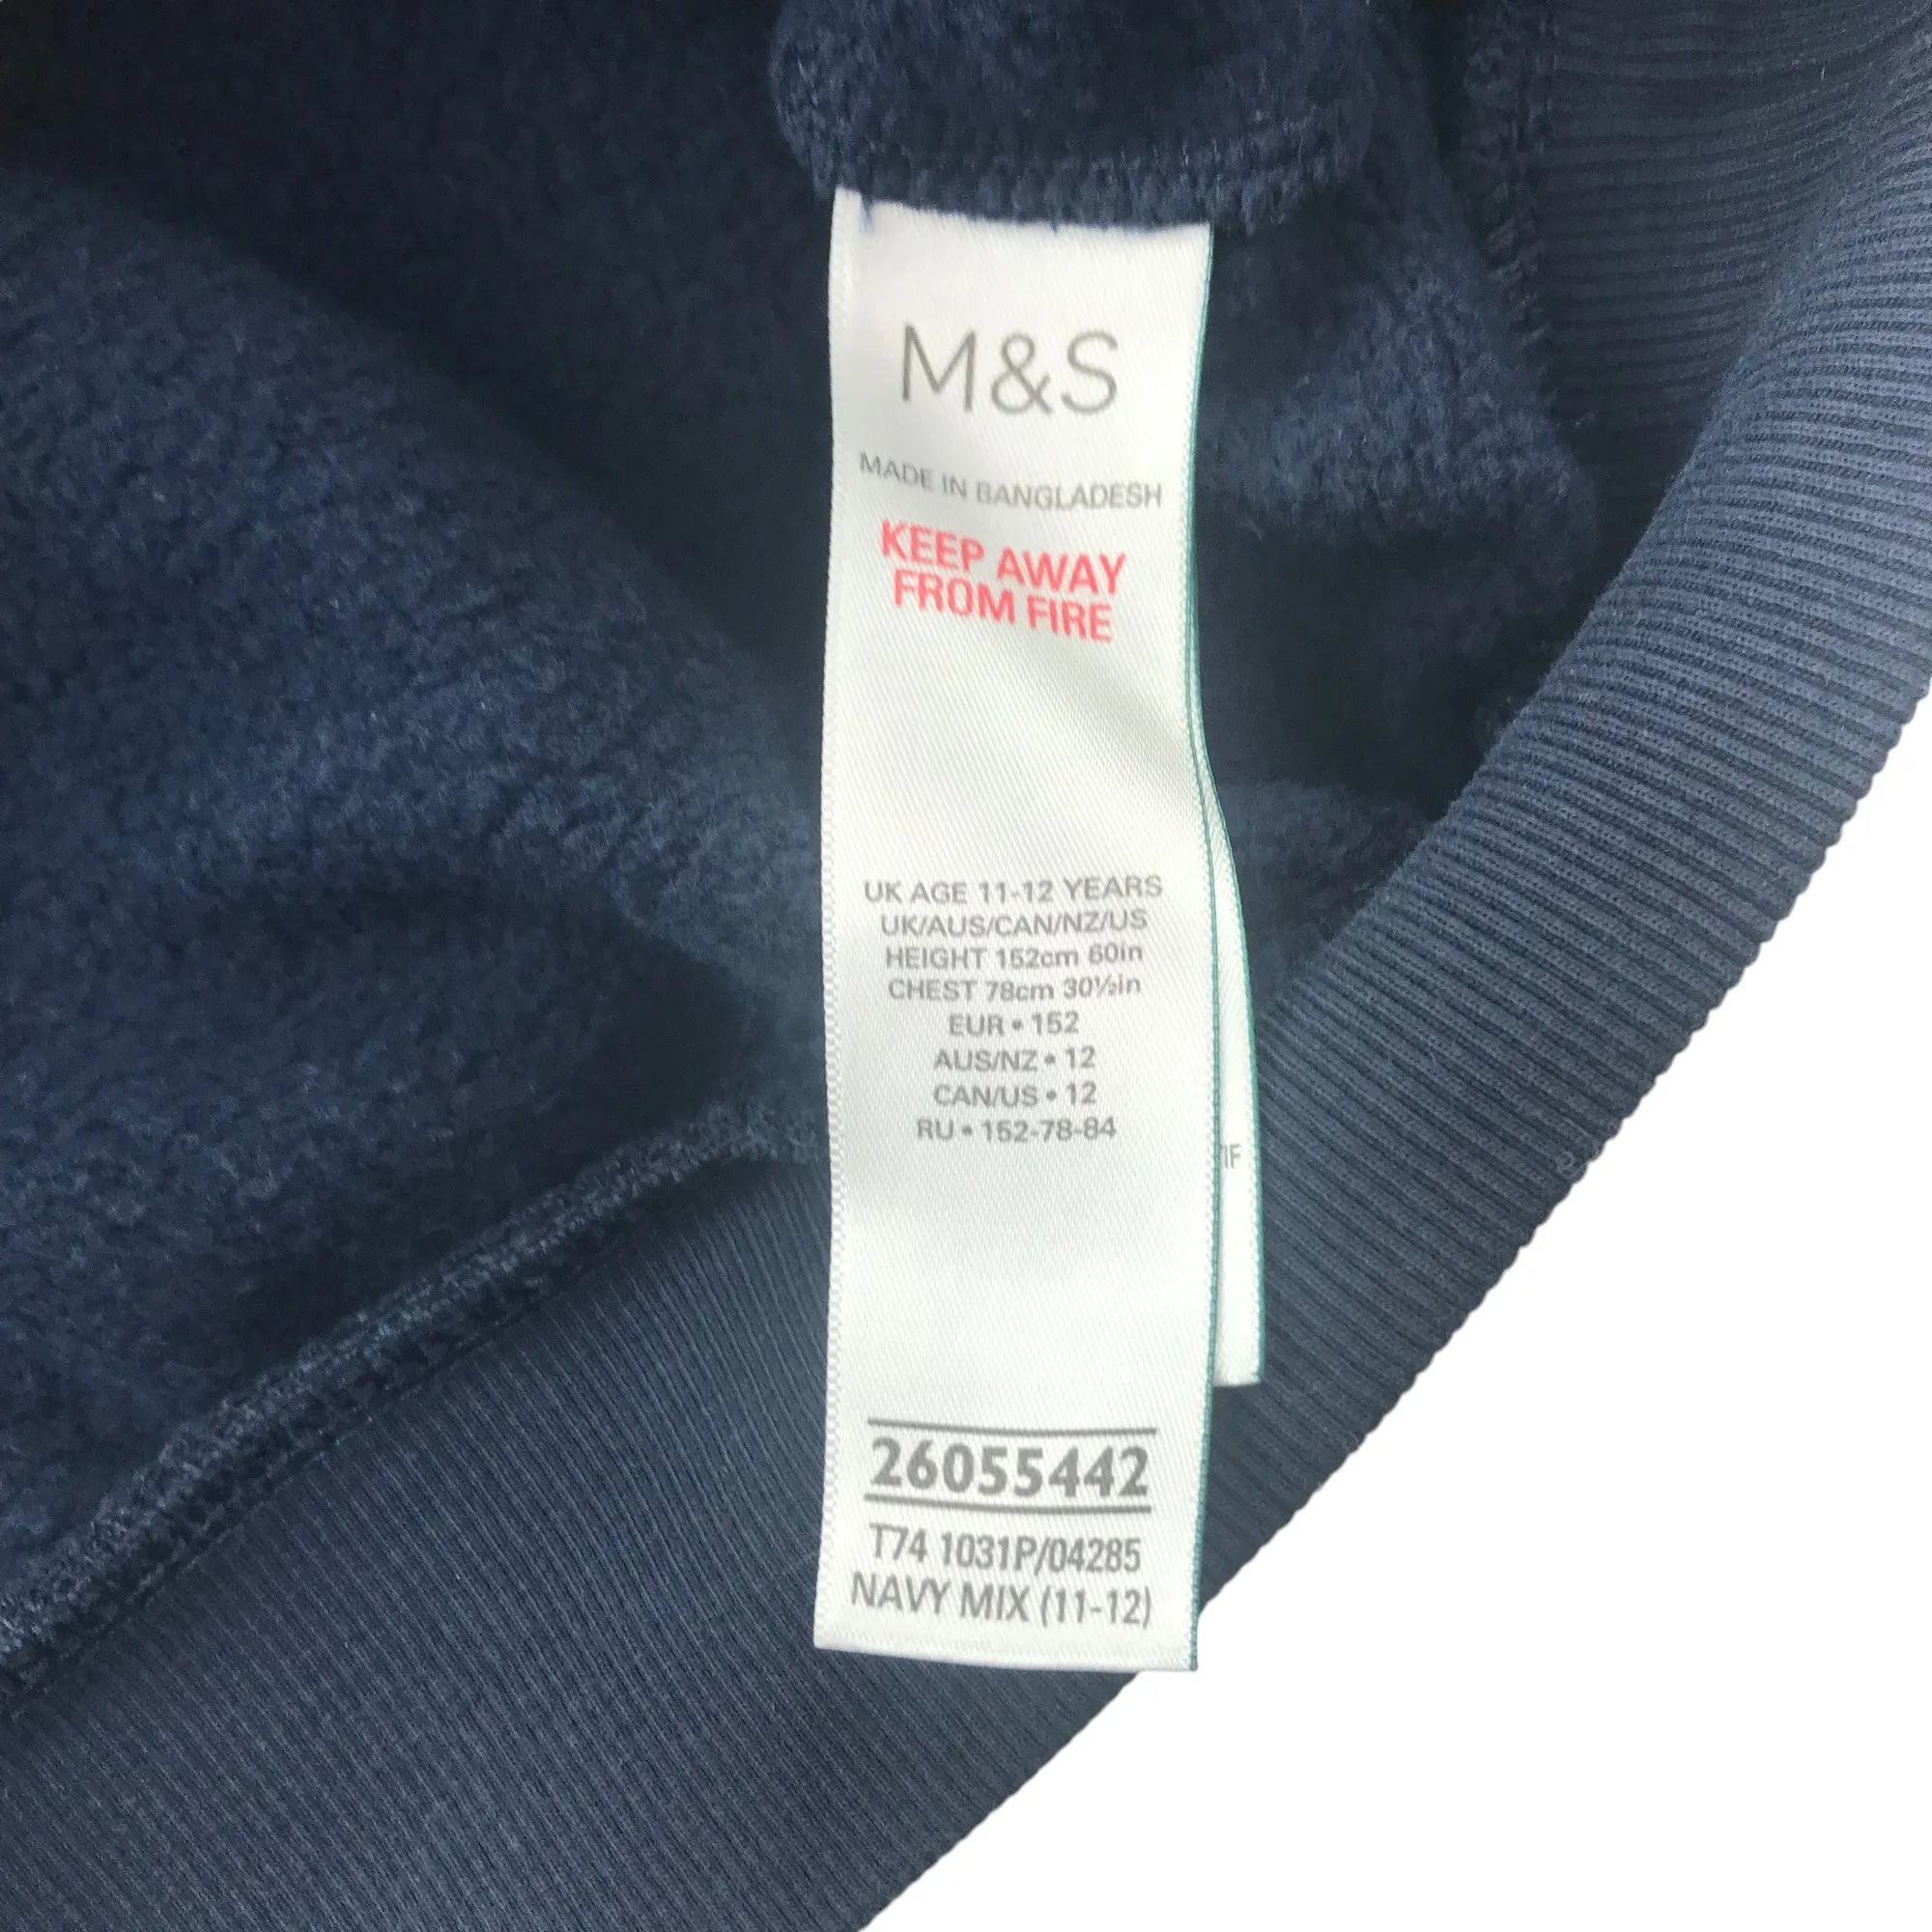 M&S
MADE IN BANGLADESH
KEEP AWAY
FROM FIRE
UK AGE 11-12 YEARS
UK/AUS/CAN/NZ/US
HEIGHT 152cm 60in
CHEST 78cm 30½in
EUR • 152
AUS/NZ • 12
CAN/US • 12
RU • 152-78-84
26055442
T74 1031P/04285
NAVY MIX (11-12)